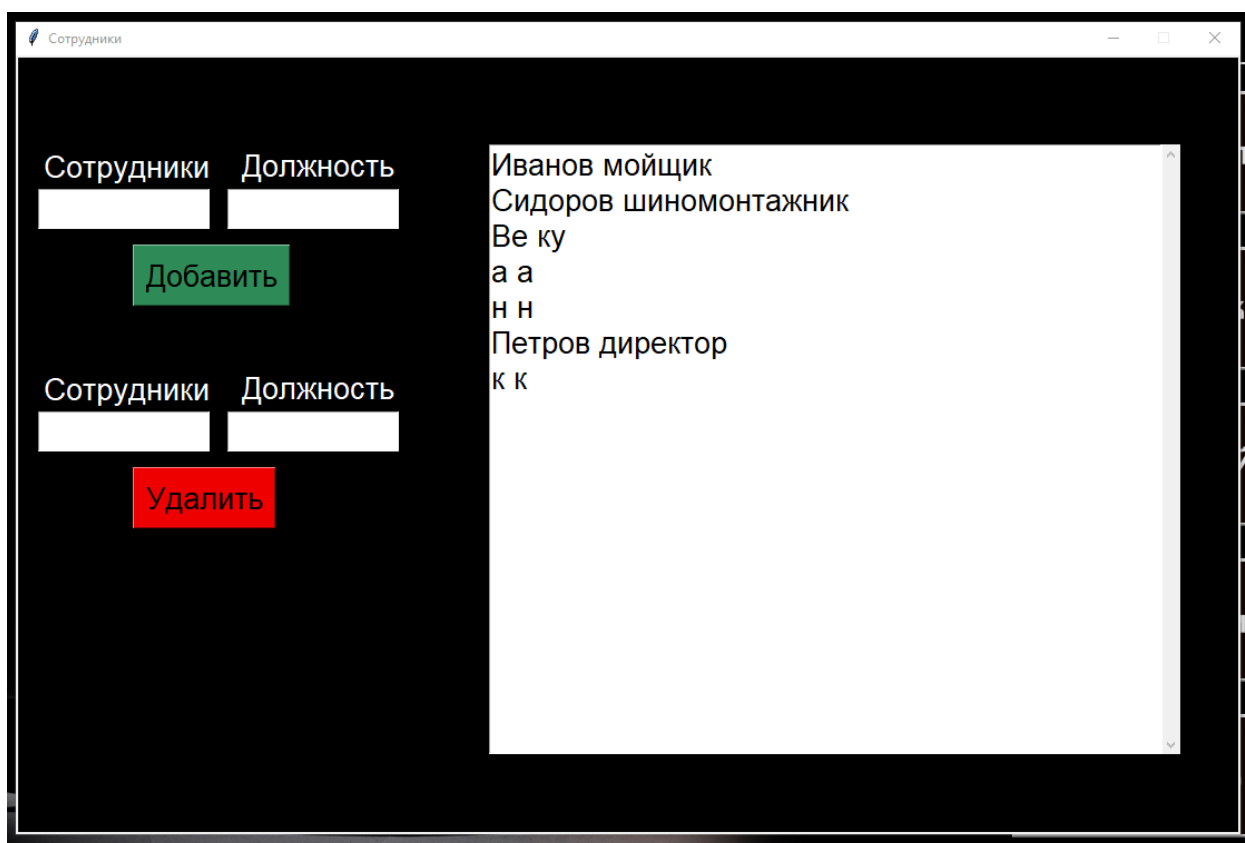 Сотрудники
Сотрудники Должность
Добавить
Сотрудники Должность
Удалить
Иванов мойщик
Сидоров шиномонтажник
Ве ку
а а
н н
Петров директор
к к